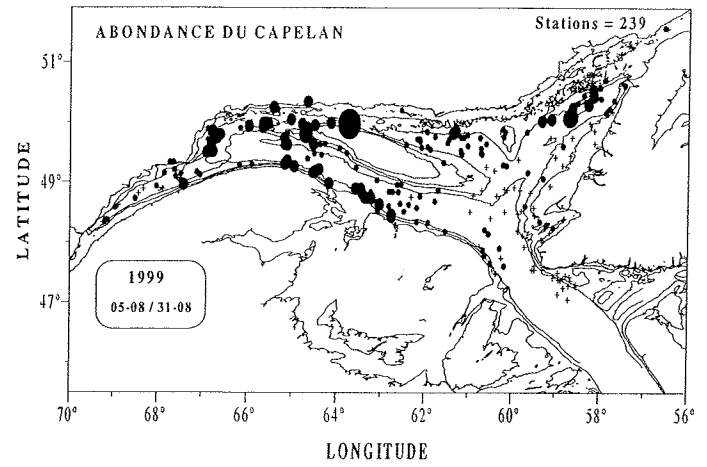 ABONDANCE DU CAPELAN
Stations = 239
51°
49°
47°
LATITUDE
1999
05-08 / 31-08
70° 68° 66° 64° 62° 60° 58° 56°
LONGITUDE